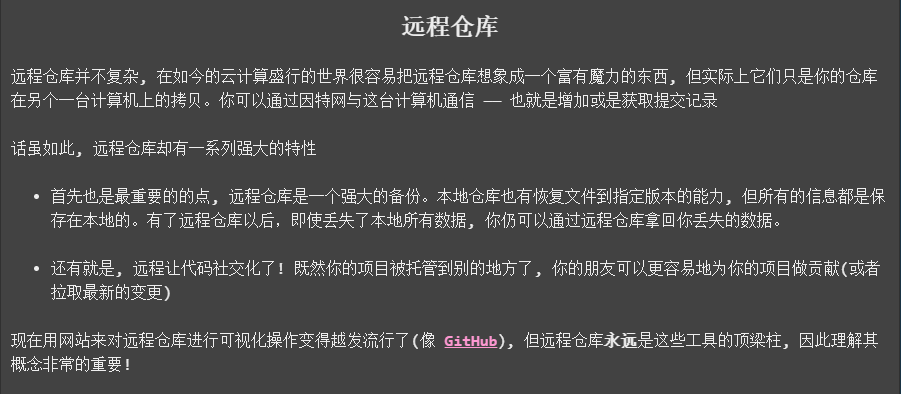 远程仓库
远程仓库并不复杂, 在如今的云计算盛行的世界很容易把远程仓库想象成一个富有魔力的东西, 但实际上它们只是你的仓库
在另个一台计算机上的拷贝。你可以通过因特网与这台计算机通信 —— 也就是增加或是获取提交记录
话虽如此, 远程仓库却有一系列强大的特性
• 首先也是最重要的的点, 远程仓库是一个强大的备份。本地仓库也有恢复文件到指定版本的能力, 但所有的信息都是保
存在本地的。有了远程仓库以后，即使丢失了本地所有数据, 你仍可以通过远程仓库拿回你丢失的数据。
• 还有就是, 远程让代码社交化了! 既然你的项目被托管到别的地方了, 你的朋友可以更容易地为你的项目做贡献(或者
拉取最新的变更)
现在用网站来对远程仓库进行可视化操作变得越发流行了(像 GitHub), 但远程仓库永远是这些工具的顶梁柱, 因此理解其
概念非常的重要!